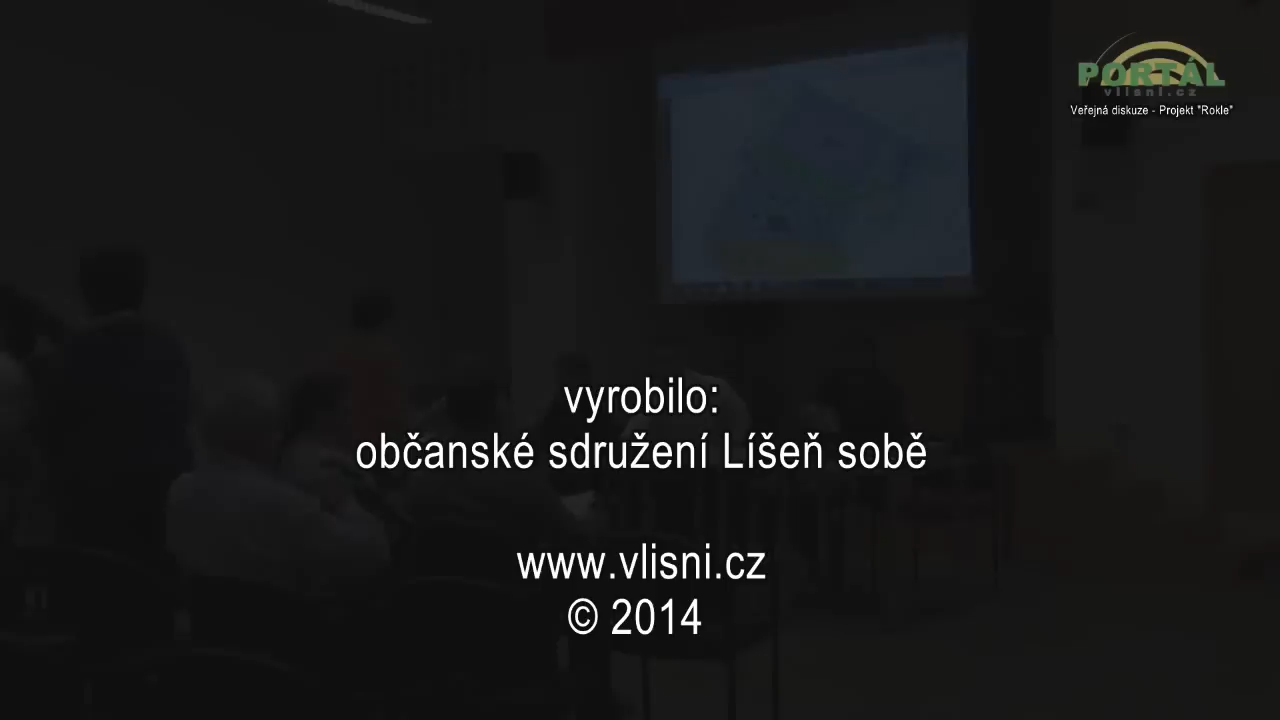 PORTÁL
vlisni.cz
Veřejná diskuze - Projekt "Rokle"
vyrobilo:
občanské sdružení Líšeň sobě
www.vlisni.cz
© 2014